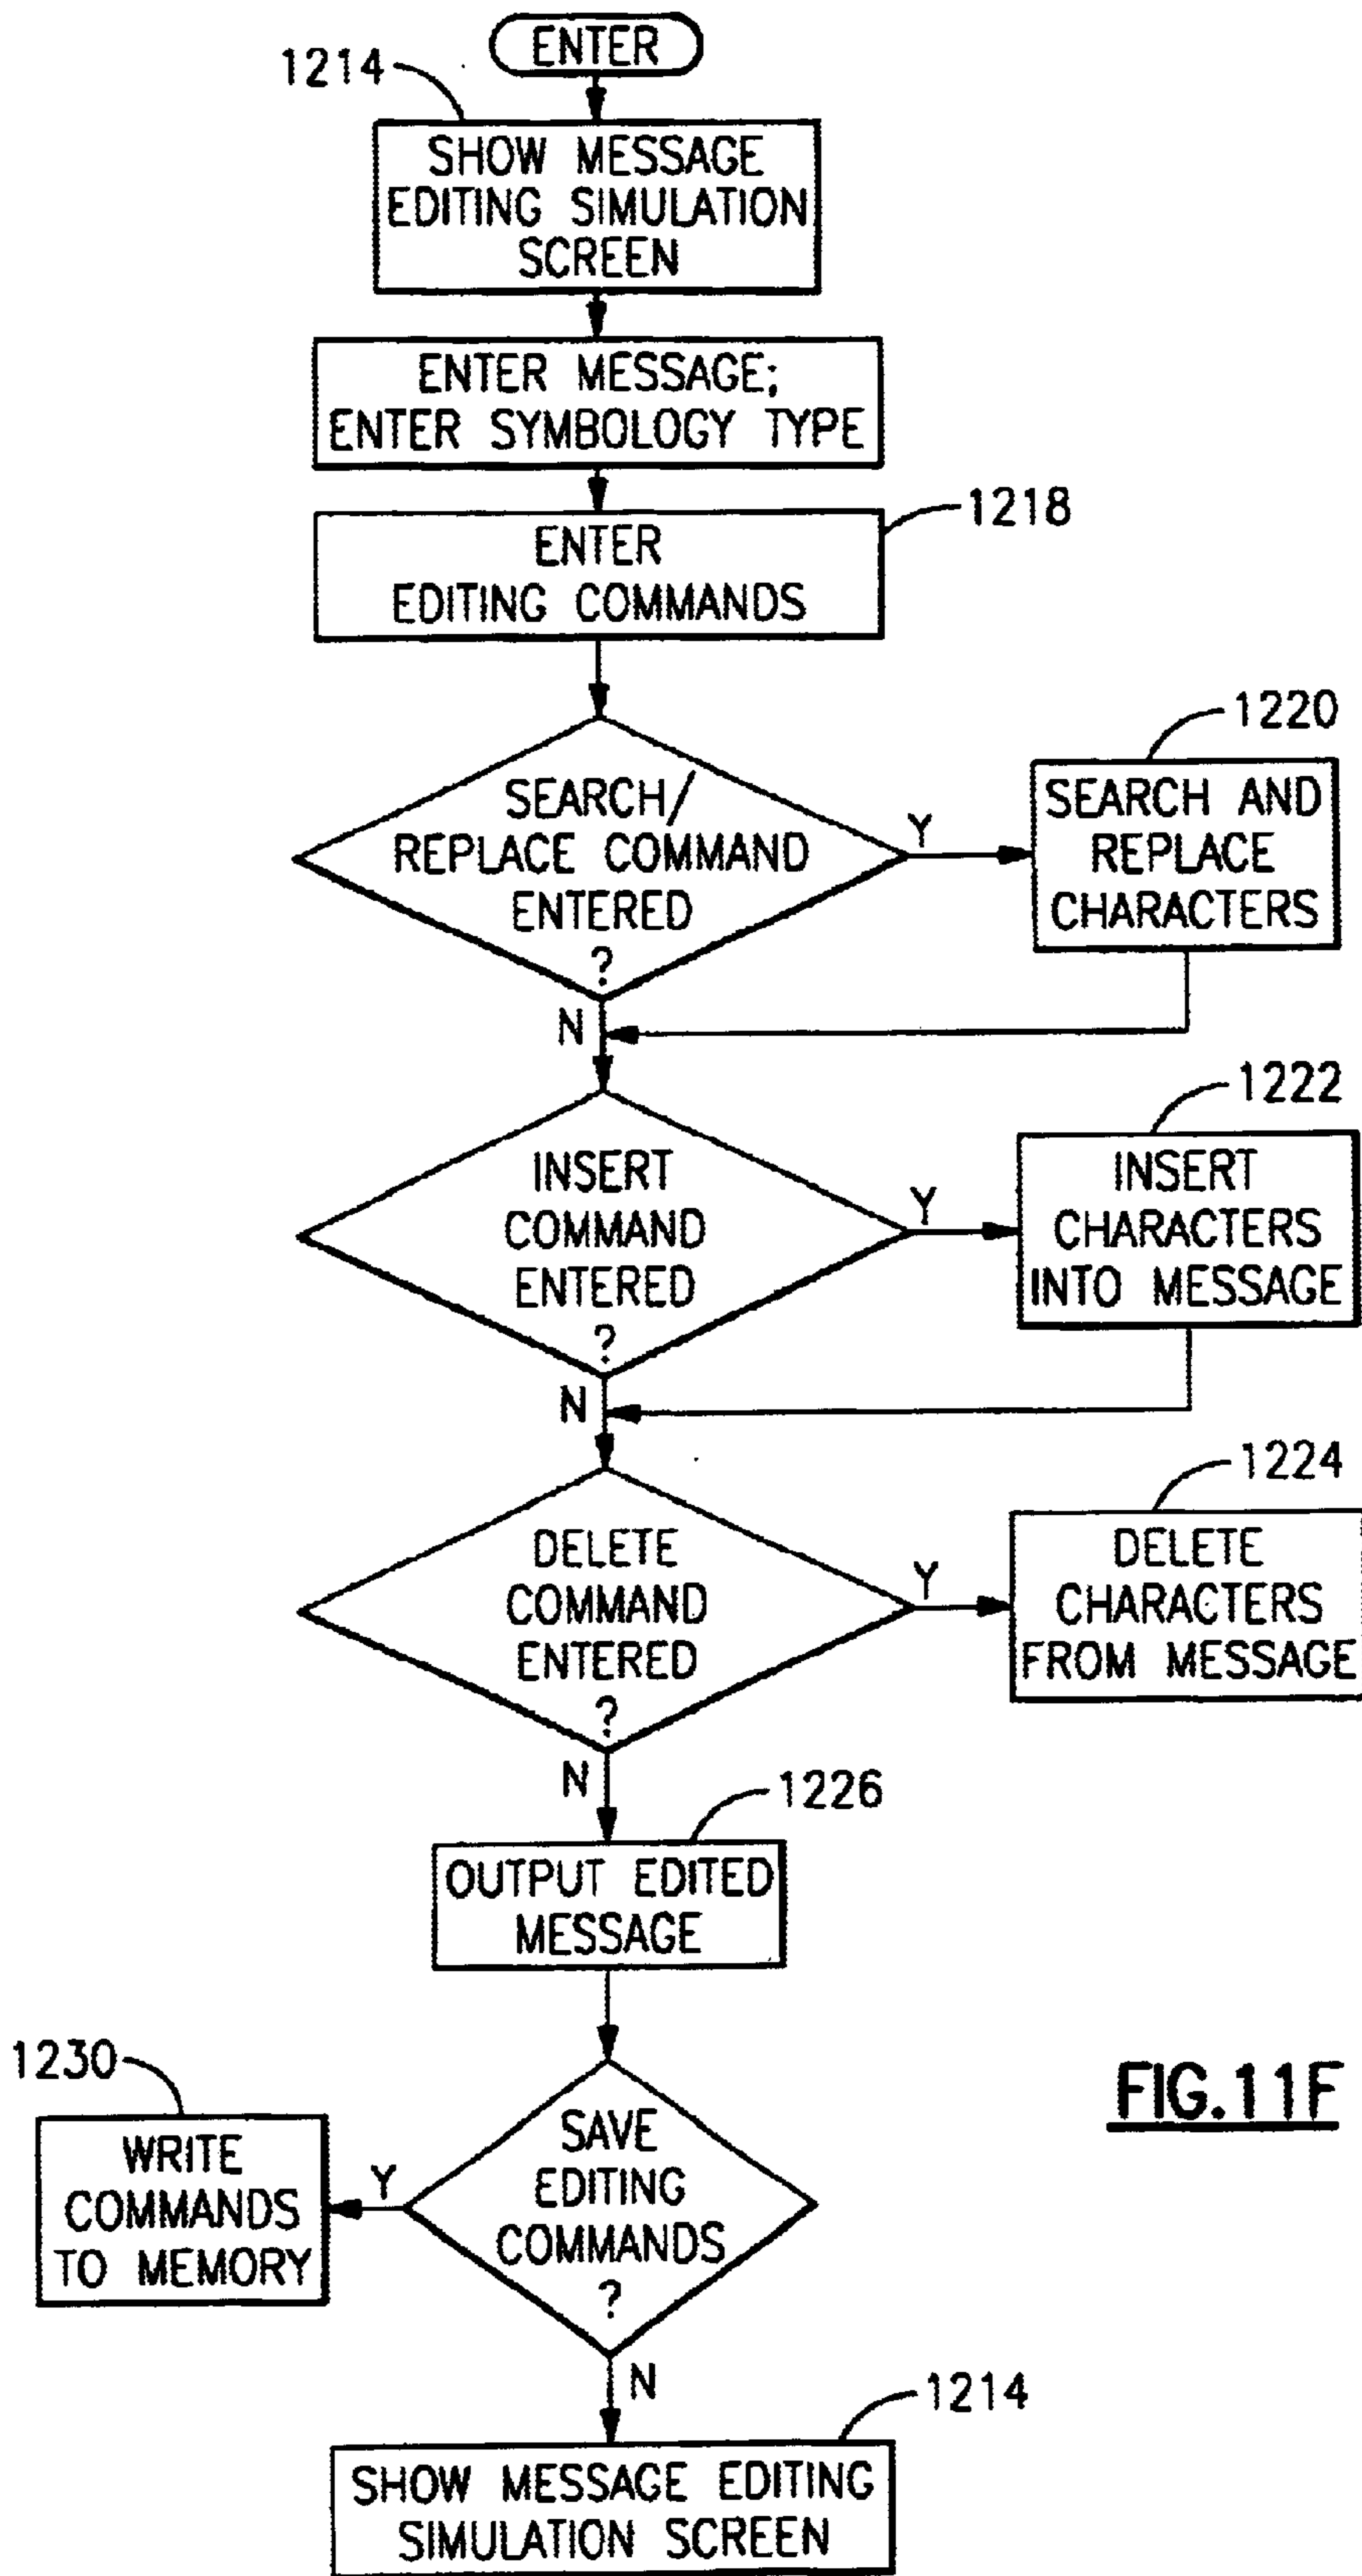 ENTER
1214
SHOW MESSAGE
EDITING SIMULATION
SCREEN
ENTER MESSAGE;
ENTER SYMBOLOGY TYPE
1218
ENTER
EDITING COMMANDS
1220
SEARCH/
REPLACE COMMAND
ENTERED
?
Y
SEARCH AND
REPLACE
CHARACTERS
N
1222
INSERT
COMMAND
ENTERED
?
Y
INSERT
CHARACTERS
INTO MESSAGE
N
1224
DELETE
COMMAND
ENTERED
?
Y
DELETE
CHARACTERS
FROM MESSAGE
N
1226
OUTPUT EDITED
MESSAGE
1230
WRITE
COMMANDS
TO MEMORY
Y
SAVE
EDITING
COMMANDS
?
FIG.11F
N
1214
SHOW MESSAGE EDITING
SIMULATION SCREEN